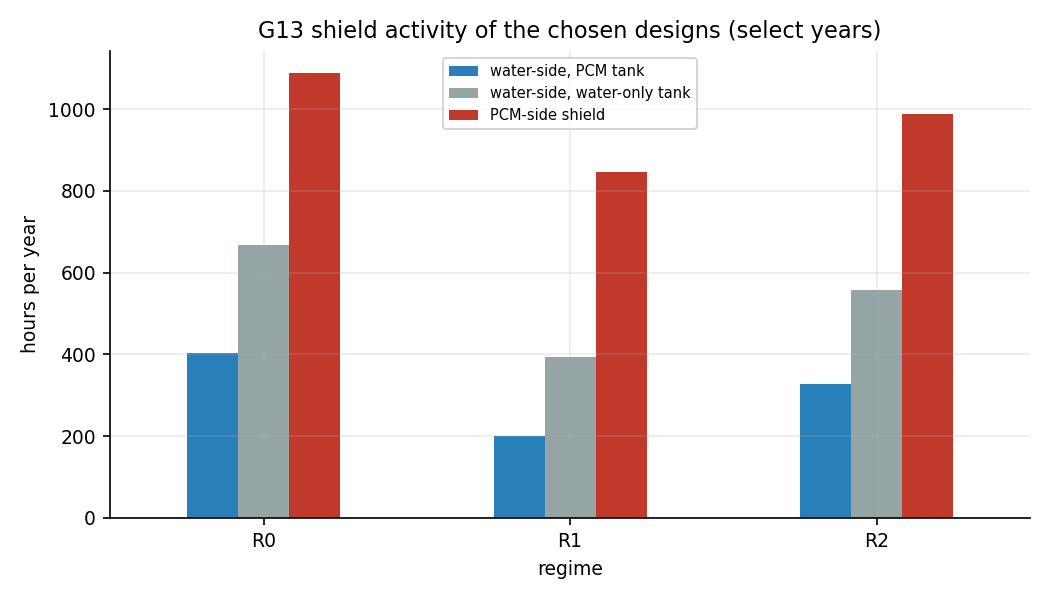 G13 shield activity of the chosen designs (select years)
water-side, PCM tank
water-side, water-only tank
PCM-side shield
hours per year
1000
800
600
400
200
0
R0 R1 R2
regime